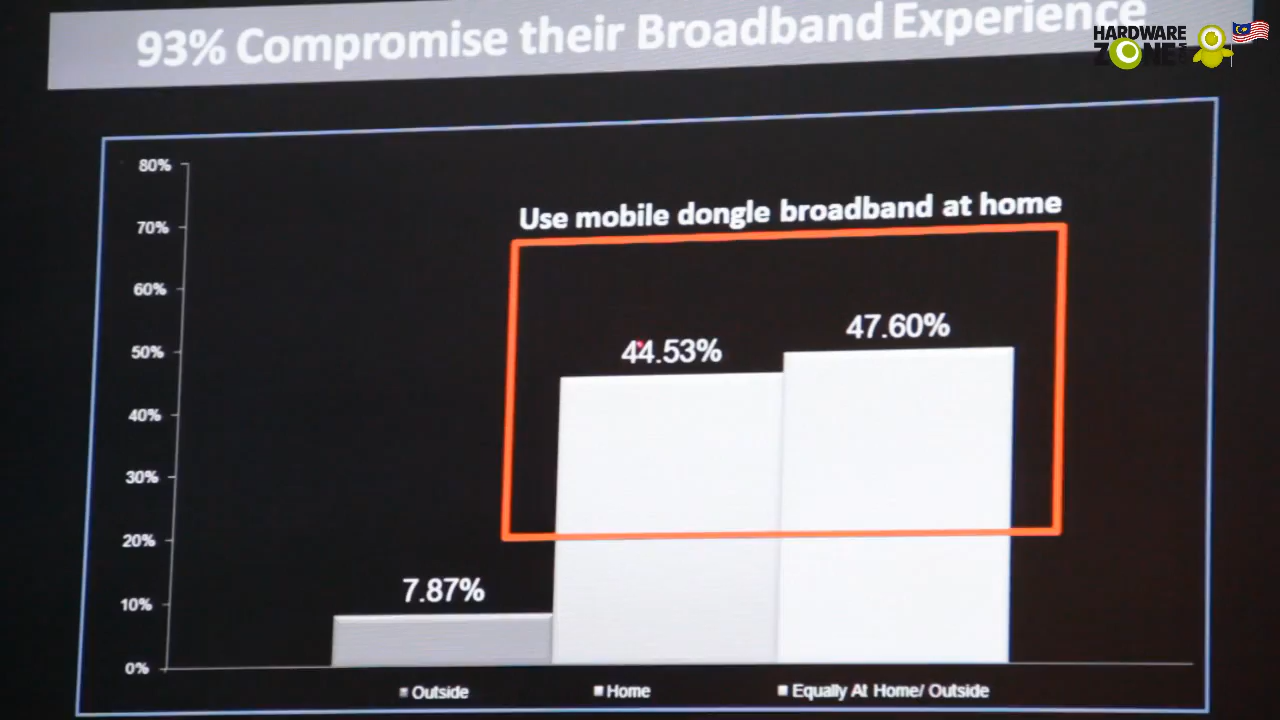 93% Compromise their Broadband Experience
HARDWARE
ZONE
80%
70%
60%
50%
40%
30%
20%
10%
0%
Use mobile dongle broadband at home
7.87%
44.53%
47.60%
Outside
Home
Equally At Home/ Outside